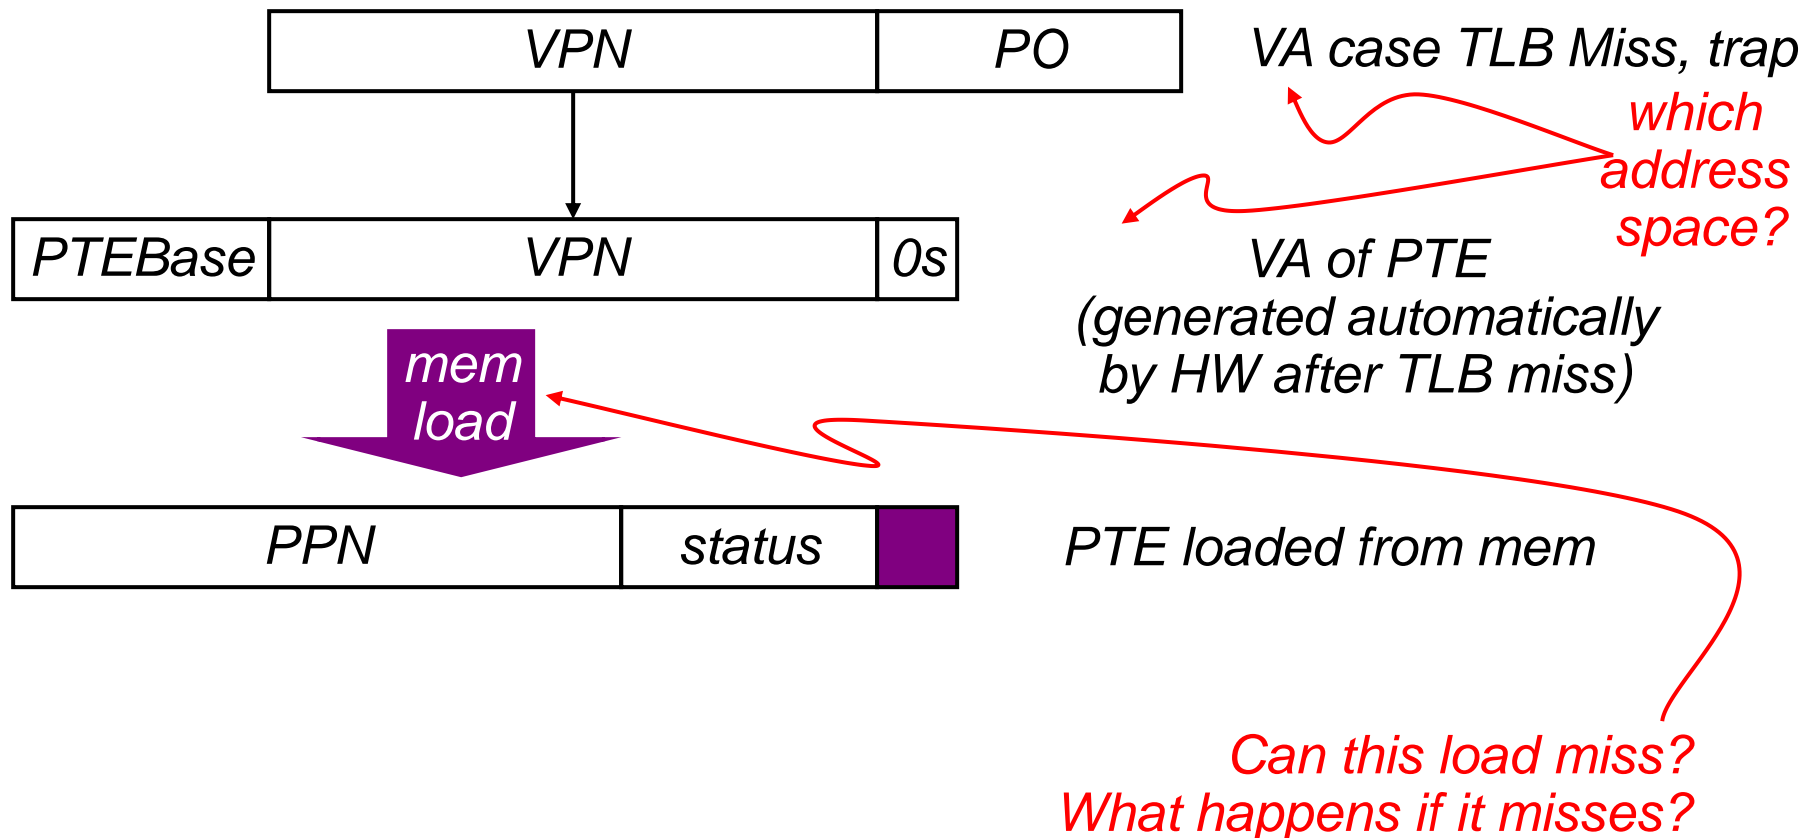 VPN PO VA case TLB Miss, trap
which
address
space?
PTEBase VPN 0s VA of PTE
(generated automatically
by HW after TLB miss)
mem
load
PPN status PTE loaded from mem
Can this load miss?
What happens if it misses?